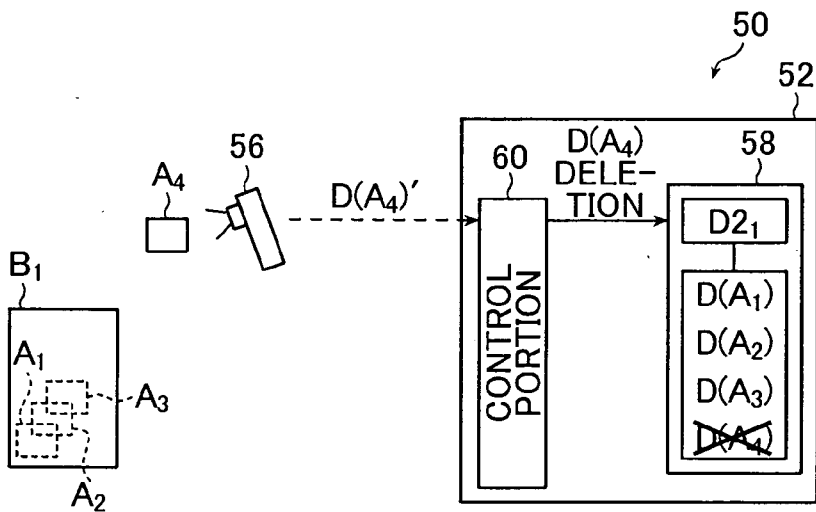 50
52
A₄
56
D(A₄)'
60
D(A₄)
DELE-
TION
58
D2₁
CONTROL
PORTION
D(A₁)
D(A₂)
D(A₃)
D(A₄)
B₁
A₁
A₃
A₂